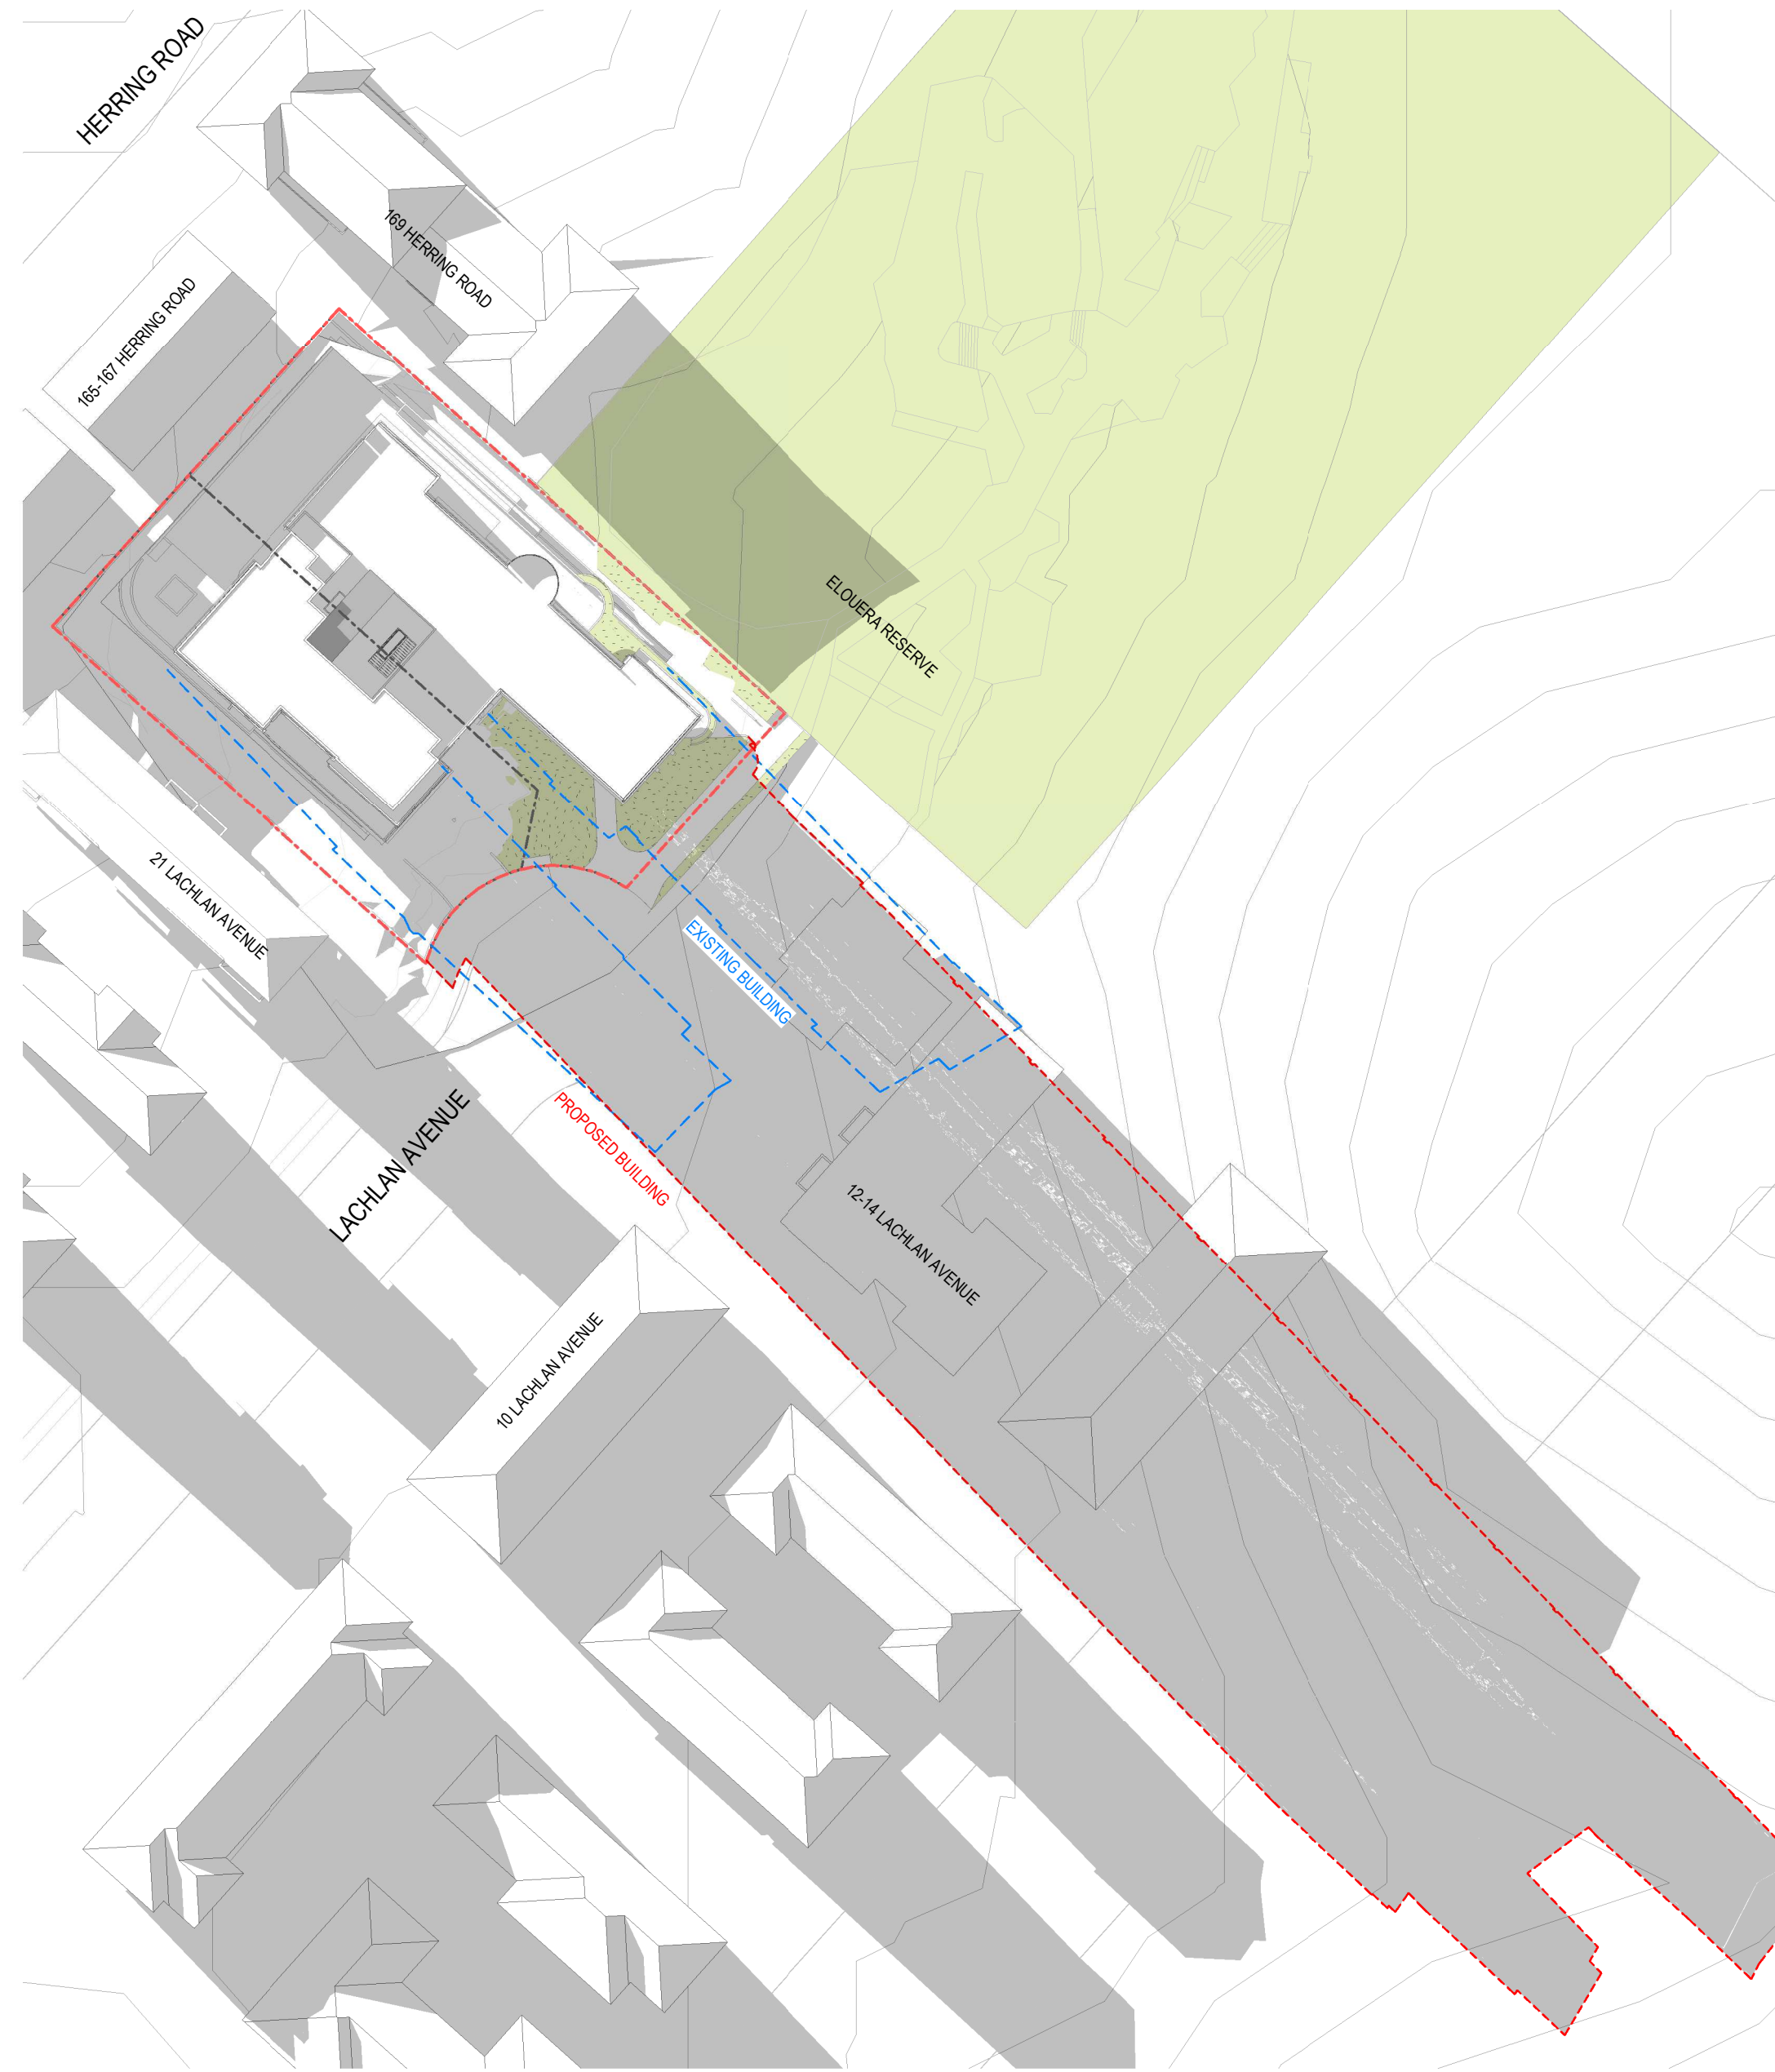 HERRING ROAD
169 HERRING ROAD
165-167 HERRING ROAD
ELOUERA RESERVE
21 LACHLAN AVENUE
EXISTING BUILDING
LACHLAN AVENUE
PROPOSED BUILDING
12-14 LACHLAN AVENUE
10 LACHLAN AVENUE